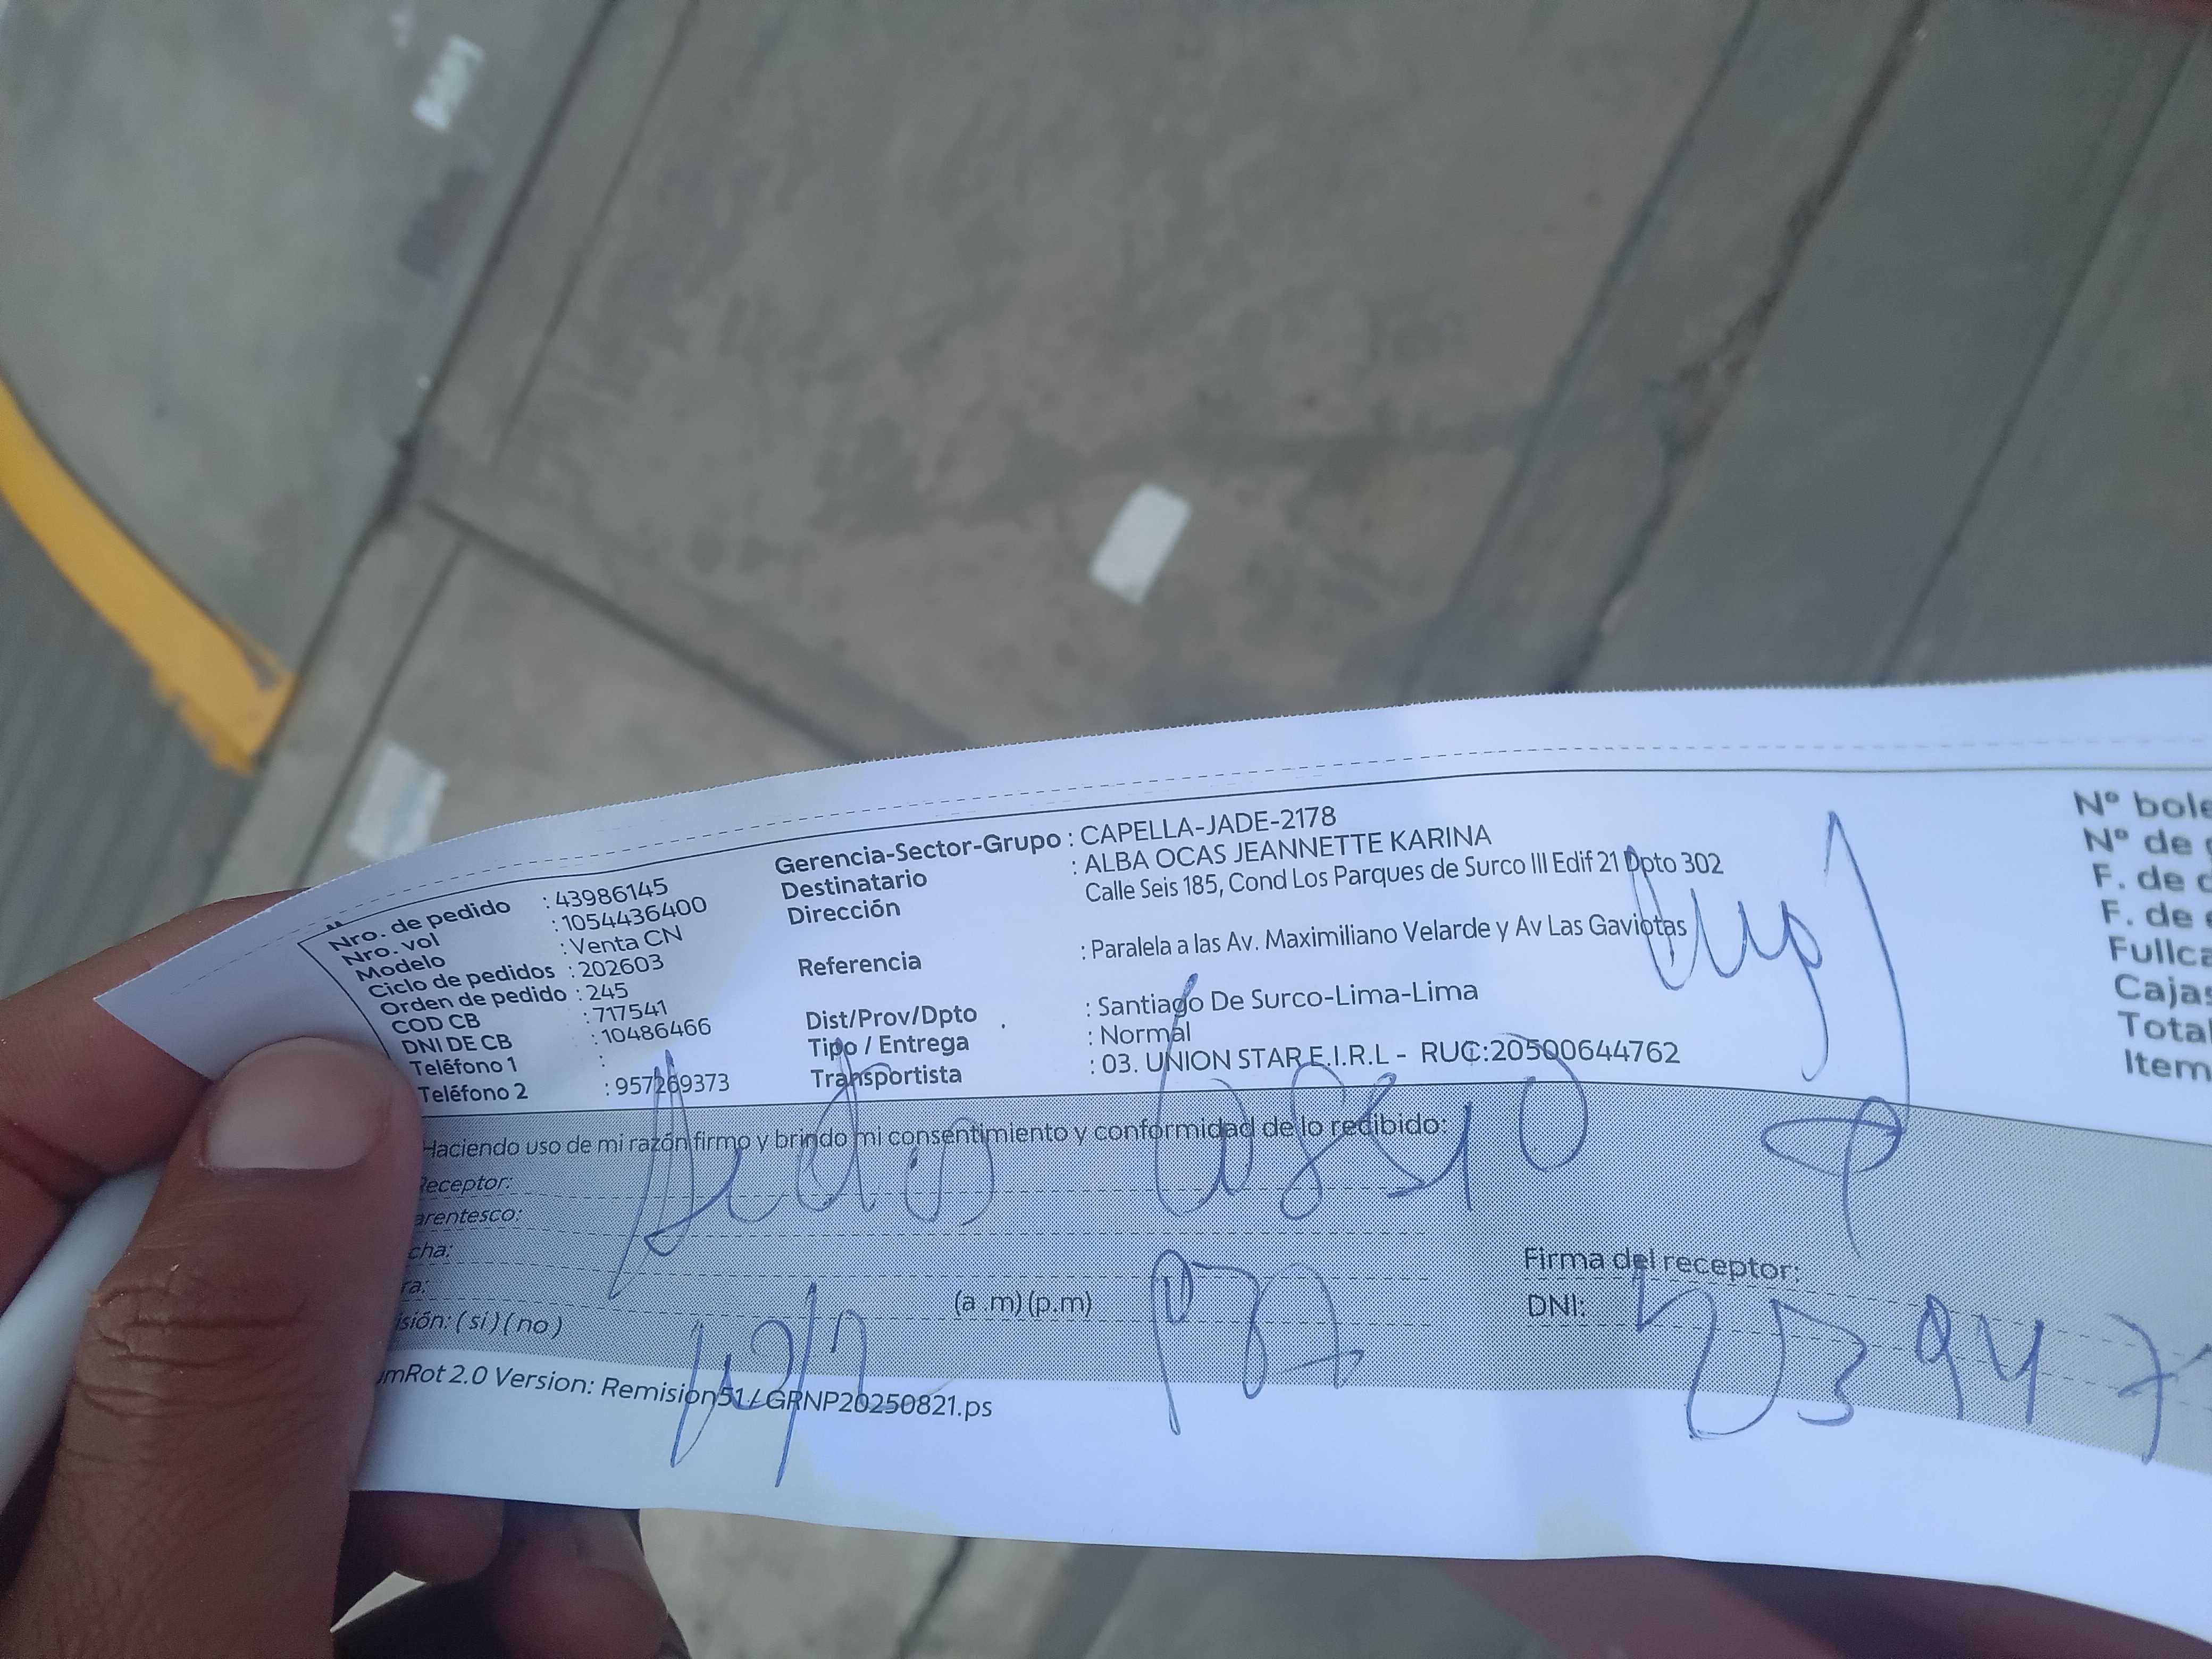 Nro. de pedido : 43986145
Nro. vol : 1054436400
Modelo : Venta CN
Ciclo de pedidos : 202603
Orden de pedido : 245
COD CB : 717541
DNI DE CB : 10486466
Teléfono 1 :
Teléfono 2 : 957269373
Gerencia-Sector-Grupo : CAPELLA-JADE-2178
Destinatario : ALBA OCAS JEANNETTE KARINA
Dirección Calle Seis 185, Cond Los Parques de Surco III Edif 21 Dpto 302
Referencia : Paralela a las Av. Maximiliano Velarde y Av Las Gaviotas
Dist/Prov/Dpto : Santiago De Surco-Lima-Lima
Tipo / Entrega : Normal
Transportista : 03. UNION STAR E.I.R.L - RUC:20500644762
Nº bole
Nº de
F. de
F. de
Fullca
Cajas
Total
Item
Haciendo uso de mi razón firmo y brindo mi consentimiento y conformidad de lo recibido:
Receptor:
arentesco:
cha:
ra: (a .m) (p.m)
isión: ( si ) ( no )
Firma del receptor:
DNI:
mRot 2.0 Version: Remision51/GRNP20250821.ps